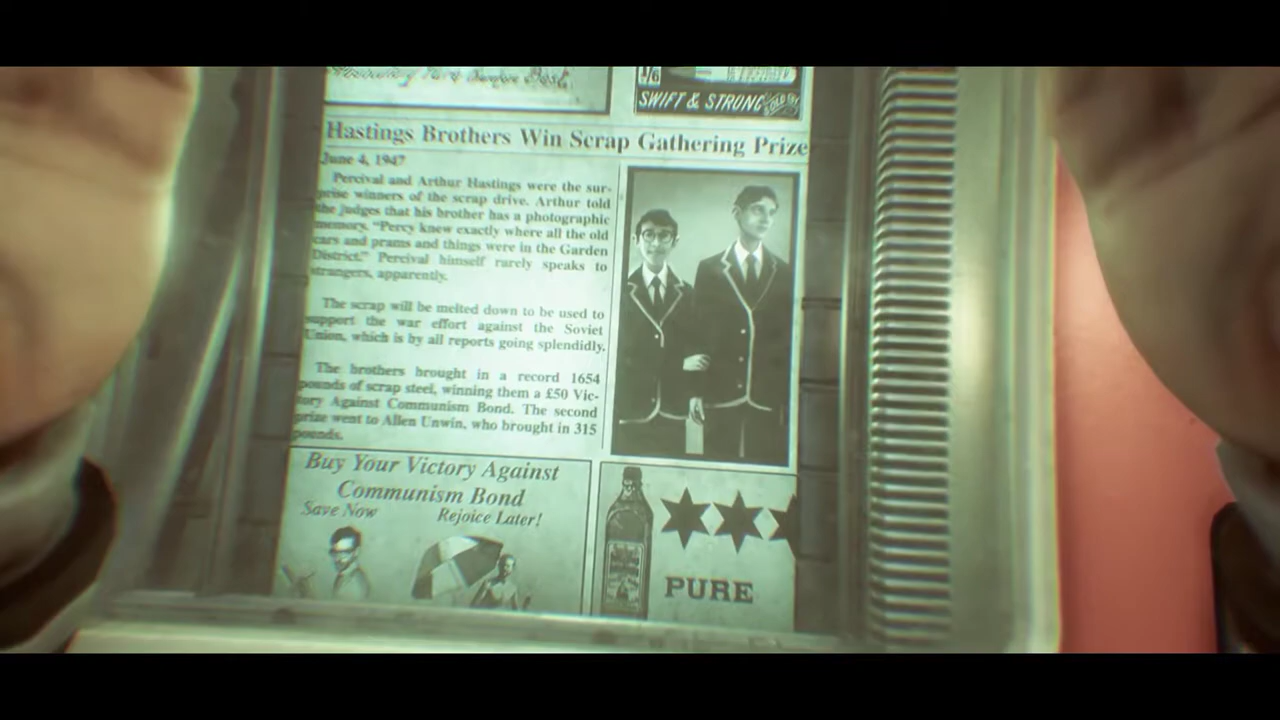 1/6
SWIFT & STRONG
Hastings Brothers Win Scrap Gathering Prize
June 4, 1947
Percival and Arthur Hastings were the sur-
prise winners of the scrap drive. Arthur told
the judges that his brother has a photographic
memory. “Percy knew exactly where all the old
cars and prams and things were in the Garden
District.” Percival himself rarely speaks to
strangers, apparently.
The scrap will be melted down to be used to
support the war effort against the Soviet
Union, which is by all reports going splendidly.
The brothers brought in a record 1654
pounds of scrap steel, winning them a £50 Vic-
tory Against Communism Bond. The second
prize went to Allen Unwin, who brought in 315
pounds.
Buy Your Victory Against
Communism Bond
Save Now
Rejoice Later!
PURE